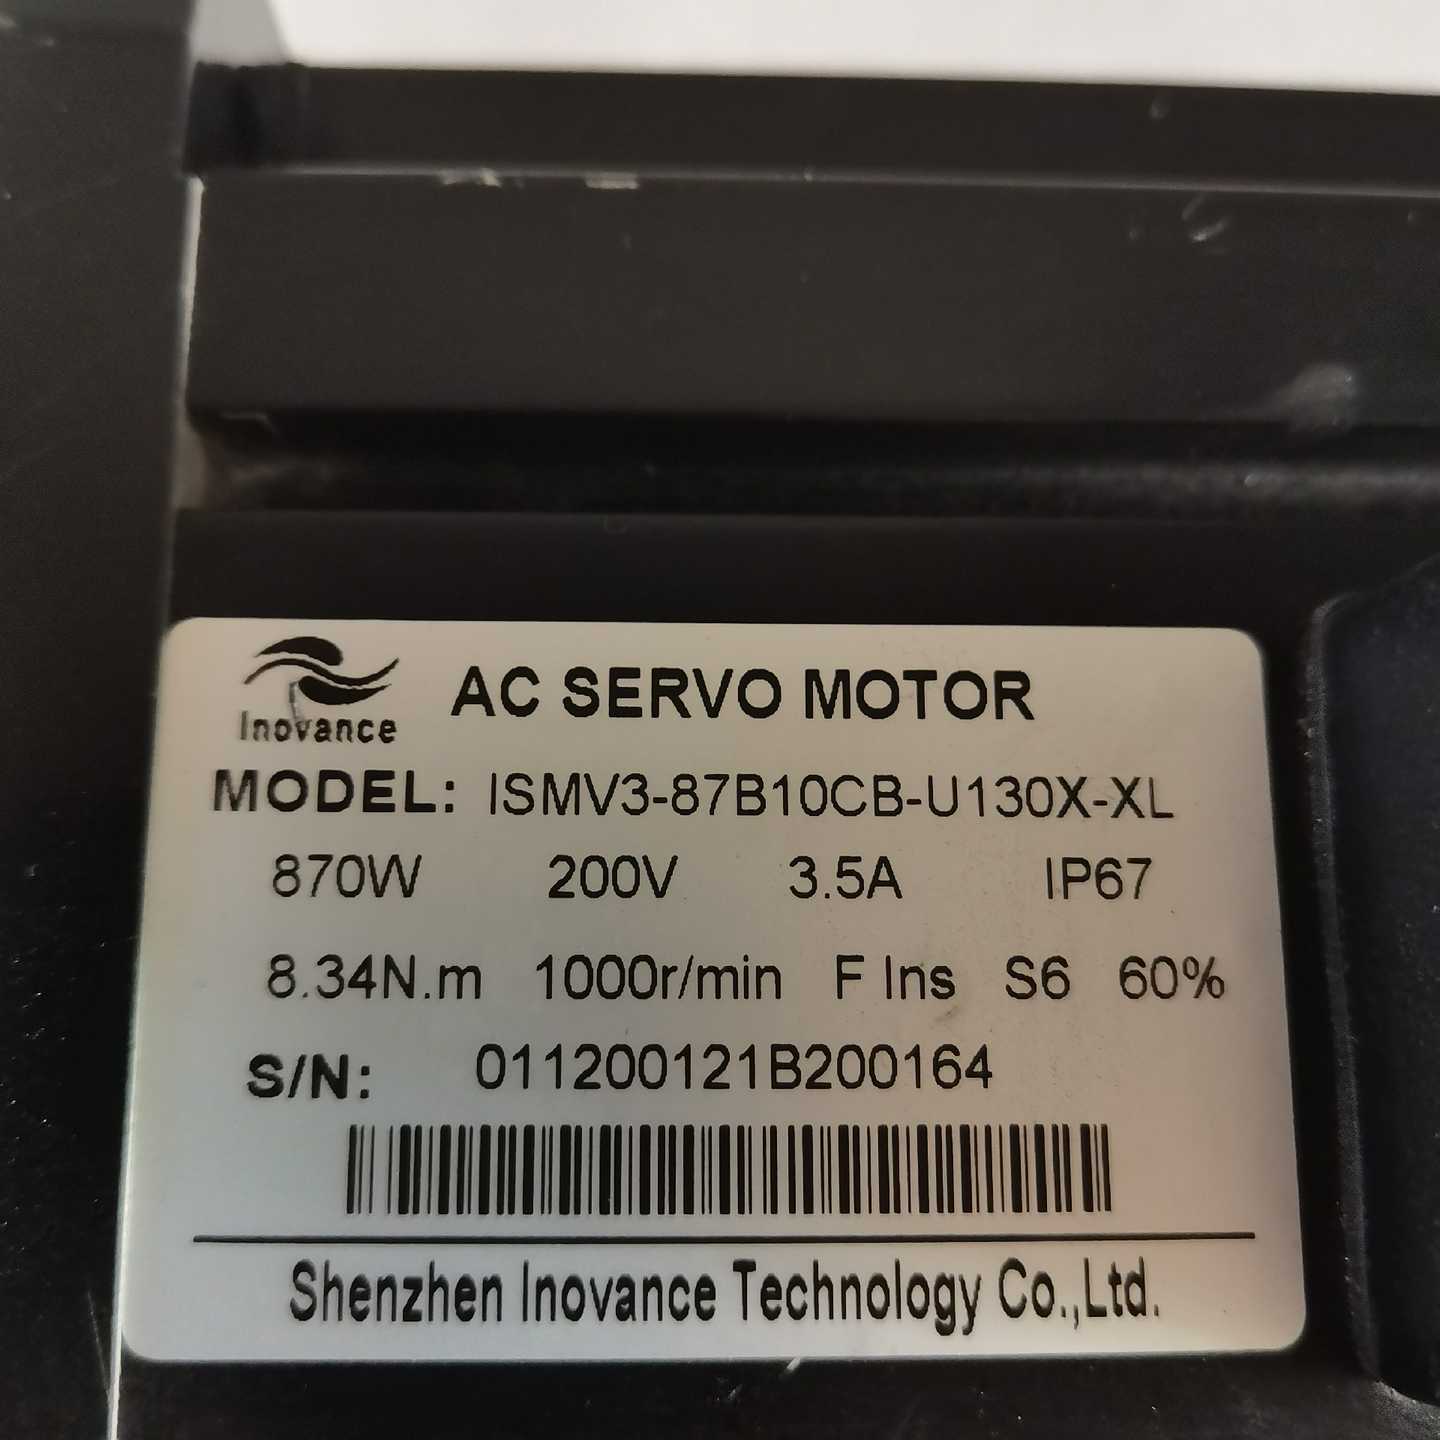 Inovance
AC SERVO MOTOR
MODEL: ISMV3-87B10CB-U130X-XL
870W 200V 3.5A IP67
8.34N.m 1000r/min F Ins S6 60%
S/N: 011200121B200164
Shenzhen Inovance Technology Co.,Ltd.